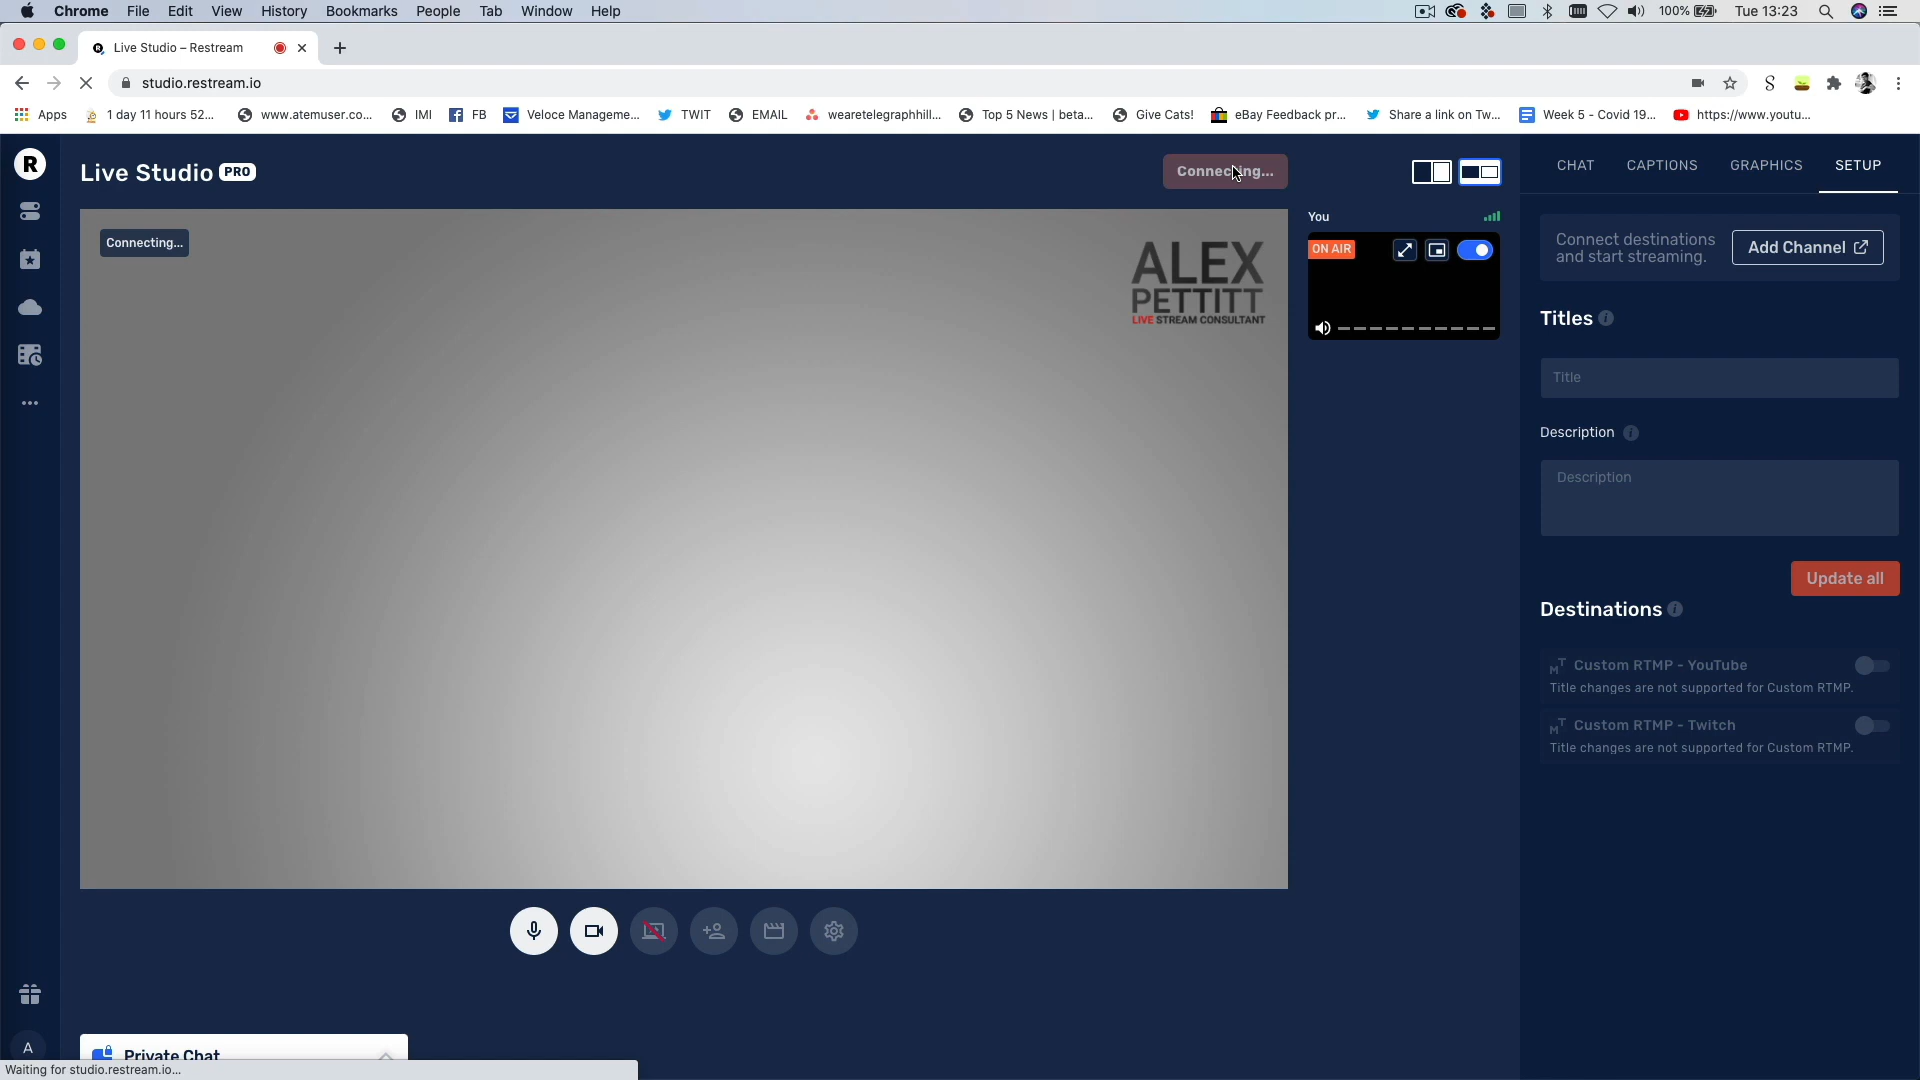 Chrome File Edit View History Bookmarks People Tab Window Help
100% Tue 13:23
Live Studio – Restream
studio.restream.io
Apps 1 day 11 hours 52... www.atemuser.co... IMI FB Veloce Manageme... TWIT EMAIL wearetelegraphhill... Top 5 News | beta... Give Cats! eBay Feedback pr... Share a link on Tw... Week 5 - Covid 19... https://www.youtu...
R
Live Studio PRO
Connecting...
CHAT CAPTIONS GRAPHICS SETUP
You
Connecting...
ALEX
PETTITT
LIVE STREAM CONSULTANT
ON AIR
Connect destinations
and start streaming.
Add Channel
Titles
Title
Description
Description
Update all
Destinations
Custom RTMP - YouTube
Title changes are not supported for Custom RTMP.
Custom RTMP - Twitch
Title changes are not supported for Custom RTMP.
A
Private Chat
Waiting for studio.restream.io...